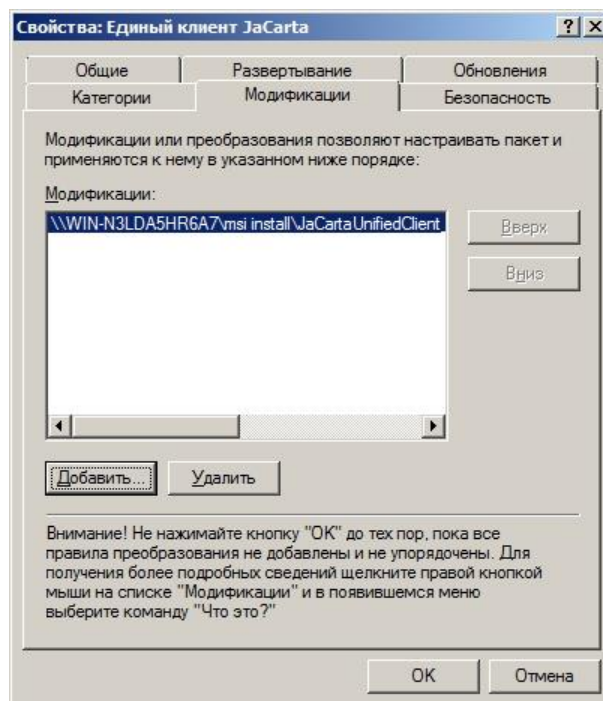 Свойства: Единый клиент JaCarta
Общие
Развертывание
Обновления
Категории
Модификации
Безопасность
Модификации или преобразования позволяют настраивать пакет и
применяются к нему в указанном ниже порядке:
Модификации:
\\WIN-N3LDA5HR6A7\msi install\JaCartaUnifiedClient
Вверх
Вниз
Добавить...
Удалить
Внимание! Не нажимайте кнопку "OK" до тех пор, пока все
правила преобразования не добавлены и не упорядочены. Для
получения более подробных сведений щелкните правой кнопкой
мыши на списке "Модификации" и в появившемся меню
выберите команду "Что это?"
OK
Отмена